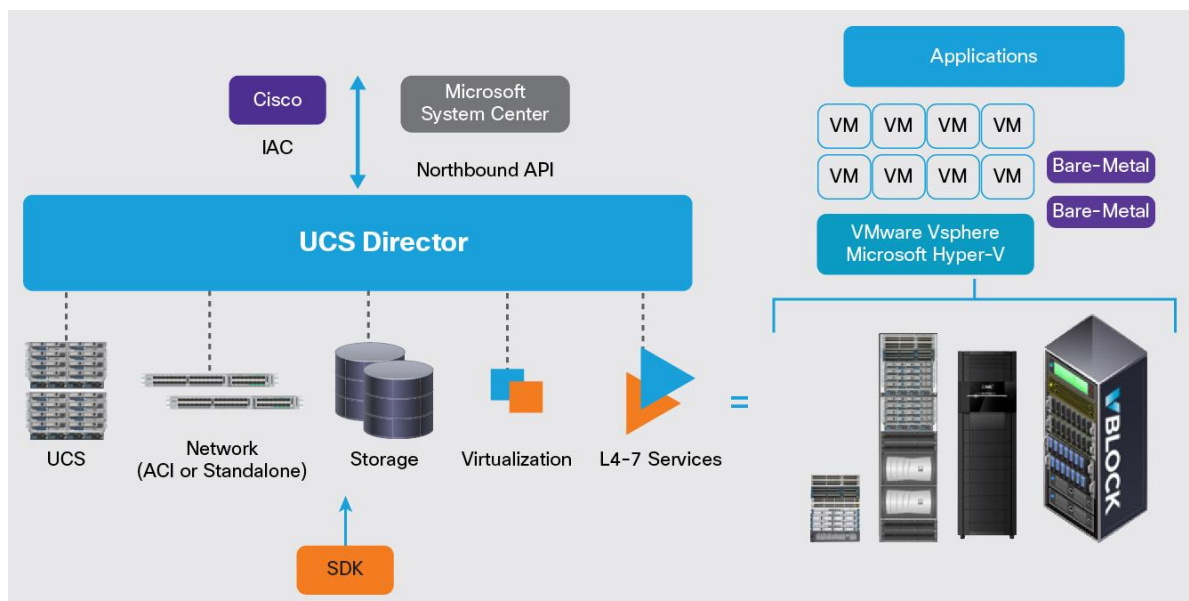 Cisco
IAC
Microsoft
System Center
Northbound API
UCS Director
UCS
Network
(ACI or Standalone)
Storage
Virtualization
L4-7 Services
=
SDK
Applications
VM VM VM VM
VM VM VM VM
Bare-Metal
Bare-Metal
VMware Vsphere
Microsoft Hyper-V
EMC
VBLOCK